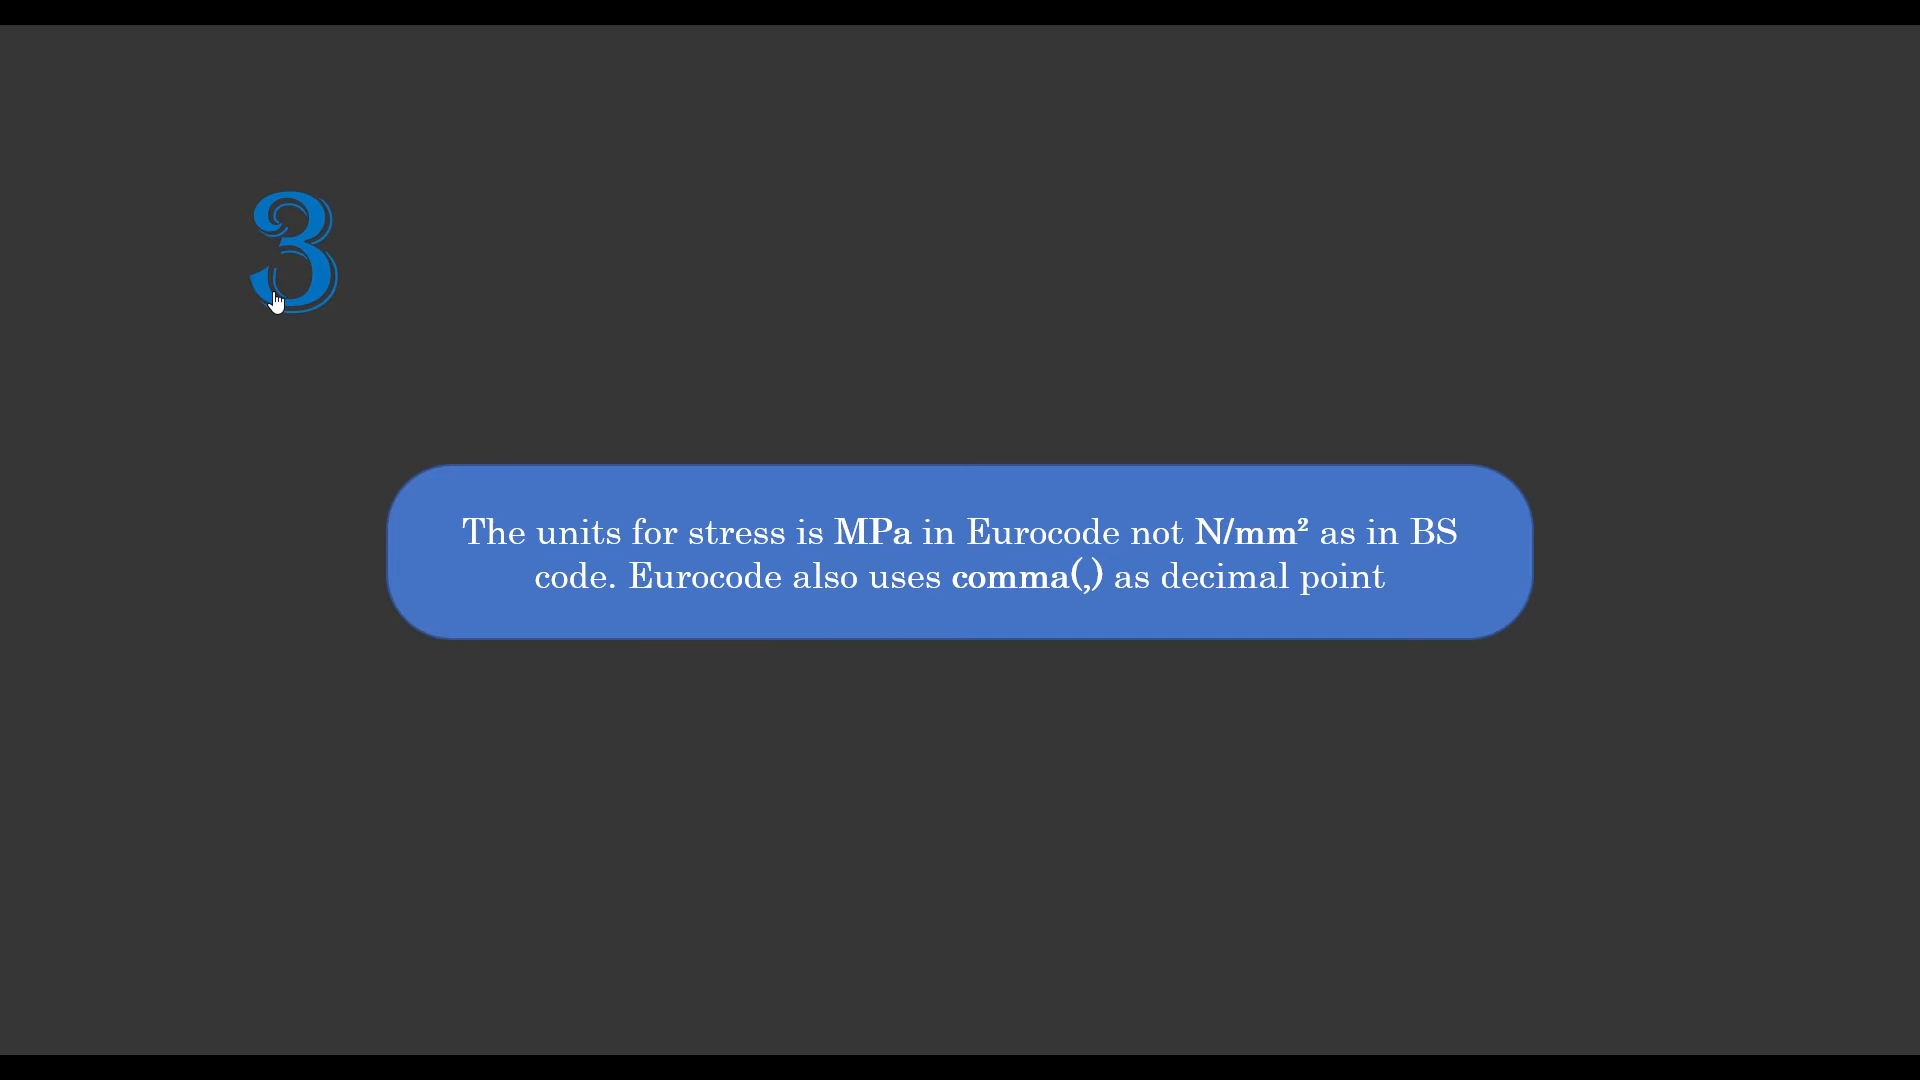 3
The units for stress is MPa in Eurocode not N/mm² as in BS
code. Eurocode also uses comma(,) as decimal point